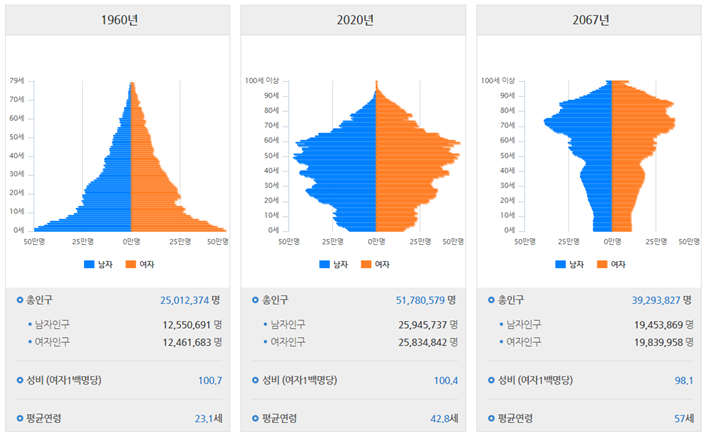 1960년
79세
70세
60세
50세
40세
30세
20세
10세
0세
50만명 25만명 0만명 25만명 50만명
남자 여자
총인구 25,012,374 명
남자인구 12,550,691 명
여자인구 12,461,683 명
성비 (여자1백명당) 100.7
평균연령 23.1세
2020년
100세 이상
90세
80세
70세
60세
50세
40세
30세
20세
10세
0세
50만명 25만명 0만명 25만명 50만명
남자 여자
총인구 51,780,579 명
남자인구 25,945,737 명
여자인구 25,834,842 명
성비 (여자1백명당) 100.4
평균연령 42.8세
2067년
100세 이상
90세
80세
70세
60세
50세
40세
30세
20세
10세
0세
50만명 25만명 0만명 25만명 50만명
남자 여자
총인구 39,293,827 명
남자인구 19,453,869 명
여자인구 19,839,958 명
성비 (여자1백명당) 98.1
평균연령 57세